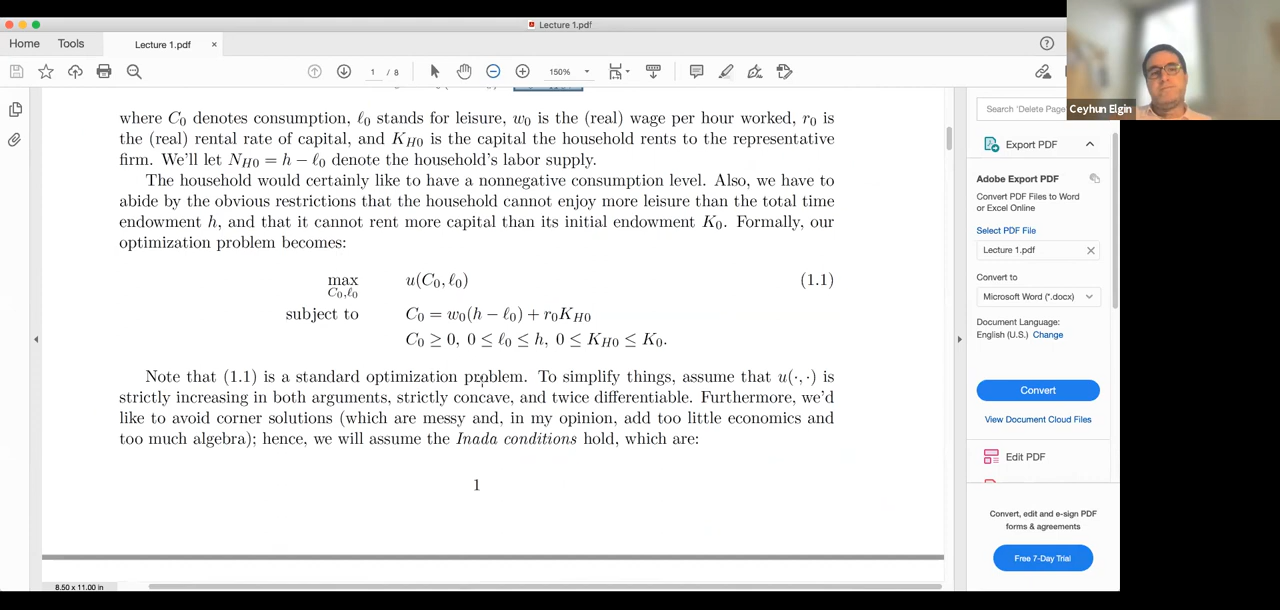 Lecture 1.pdf
Home
Tools
Lecture 1.pdf
×
1 / 8
150%
Ceyhun Elgin
where C₀ denotes consumption, ℓ₀ stands for leisure, w₀ is the (real) wage per hour worked, r₀ is
the (real) rental rate of capital, and K_{H0} is the capital the household rents to the representative
firm. We'll let N_{H0} = h − ℓ₀ denote the household's labor supply.
The household would certainly like to have a nonnegative consumption level. Also, we have to
abide by the obvious restrictions that the household cannot enjoy more leisure than the total time
endowment h, and that it cannot rent more capital than its initial endowment K₀. Formally, our
optimization problem becomes:
max u(C₀, ℓ₀) (1.1)
C₀,ℓ₀
subject to C₀ = w₀(h − ℓ₀) + r₀K_{H0}
C₀ ≥ 0, 0 ≤ ℓ₀ ≤ h, 0 ≤ K_{H0} ≤ K₀.
Note that (1.1) is a standard optimization problem. To simplify things, assume that u(·, ·) is
strictly increasing in both arguments, strictly concave, and twice differentiable. Furthermore, we'd
like to avoid corner solutions (which are messy and, in my opinion, add too little economics and
too much algebra); hence, we will assume the Inada conditions hold, which are:
1
8.50 x 11.00 in
Search 'Delete Page
Export PDF
Adobe Export PDF
Convert PDF Files to Word
or Excel Online
Select PDF File
Lecture 1.pdf
Convert to
Microsoft Word (*.docx)
Document Language:
English (U.S.) Change
Convert
View Document Cloud Files
Edit PDF
Convert, edit and e-sign PDF
forms & agreements
Free 7-Day Trial